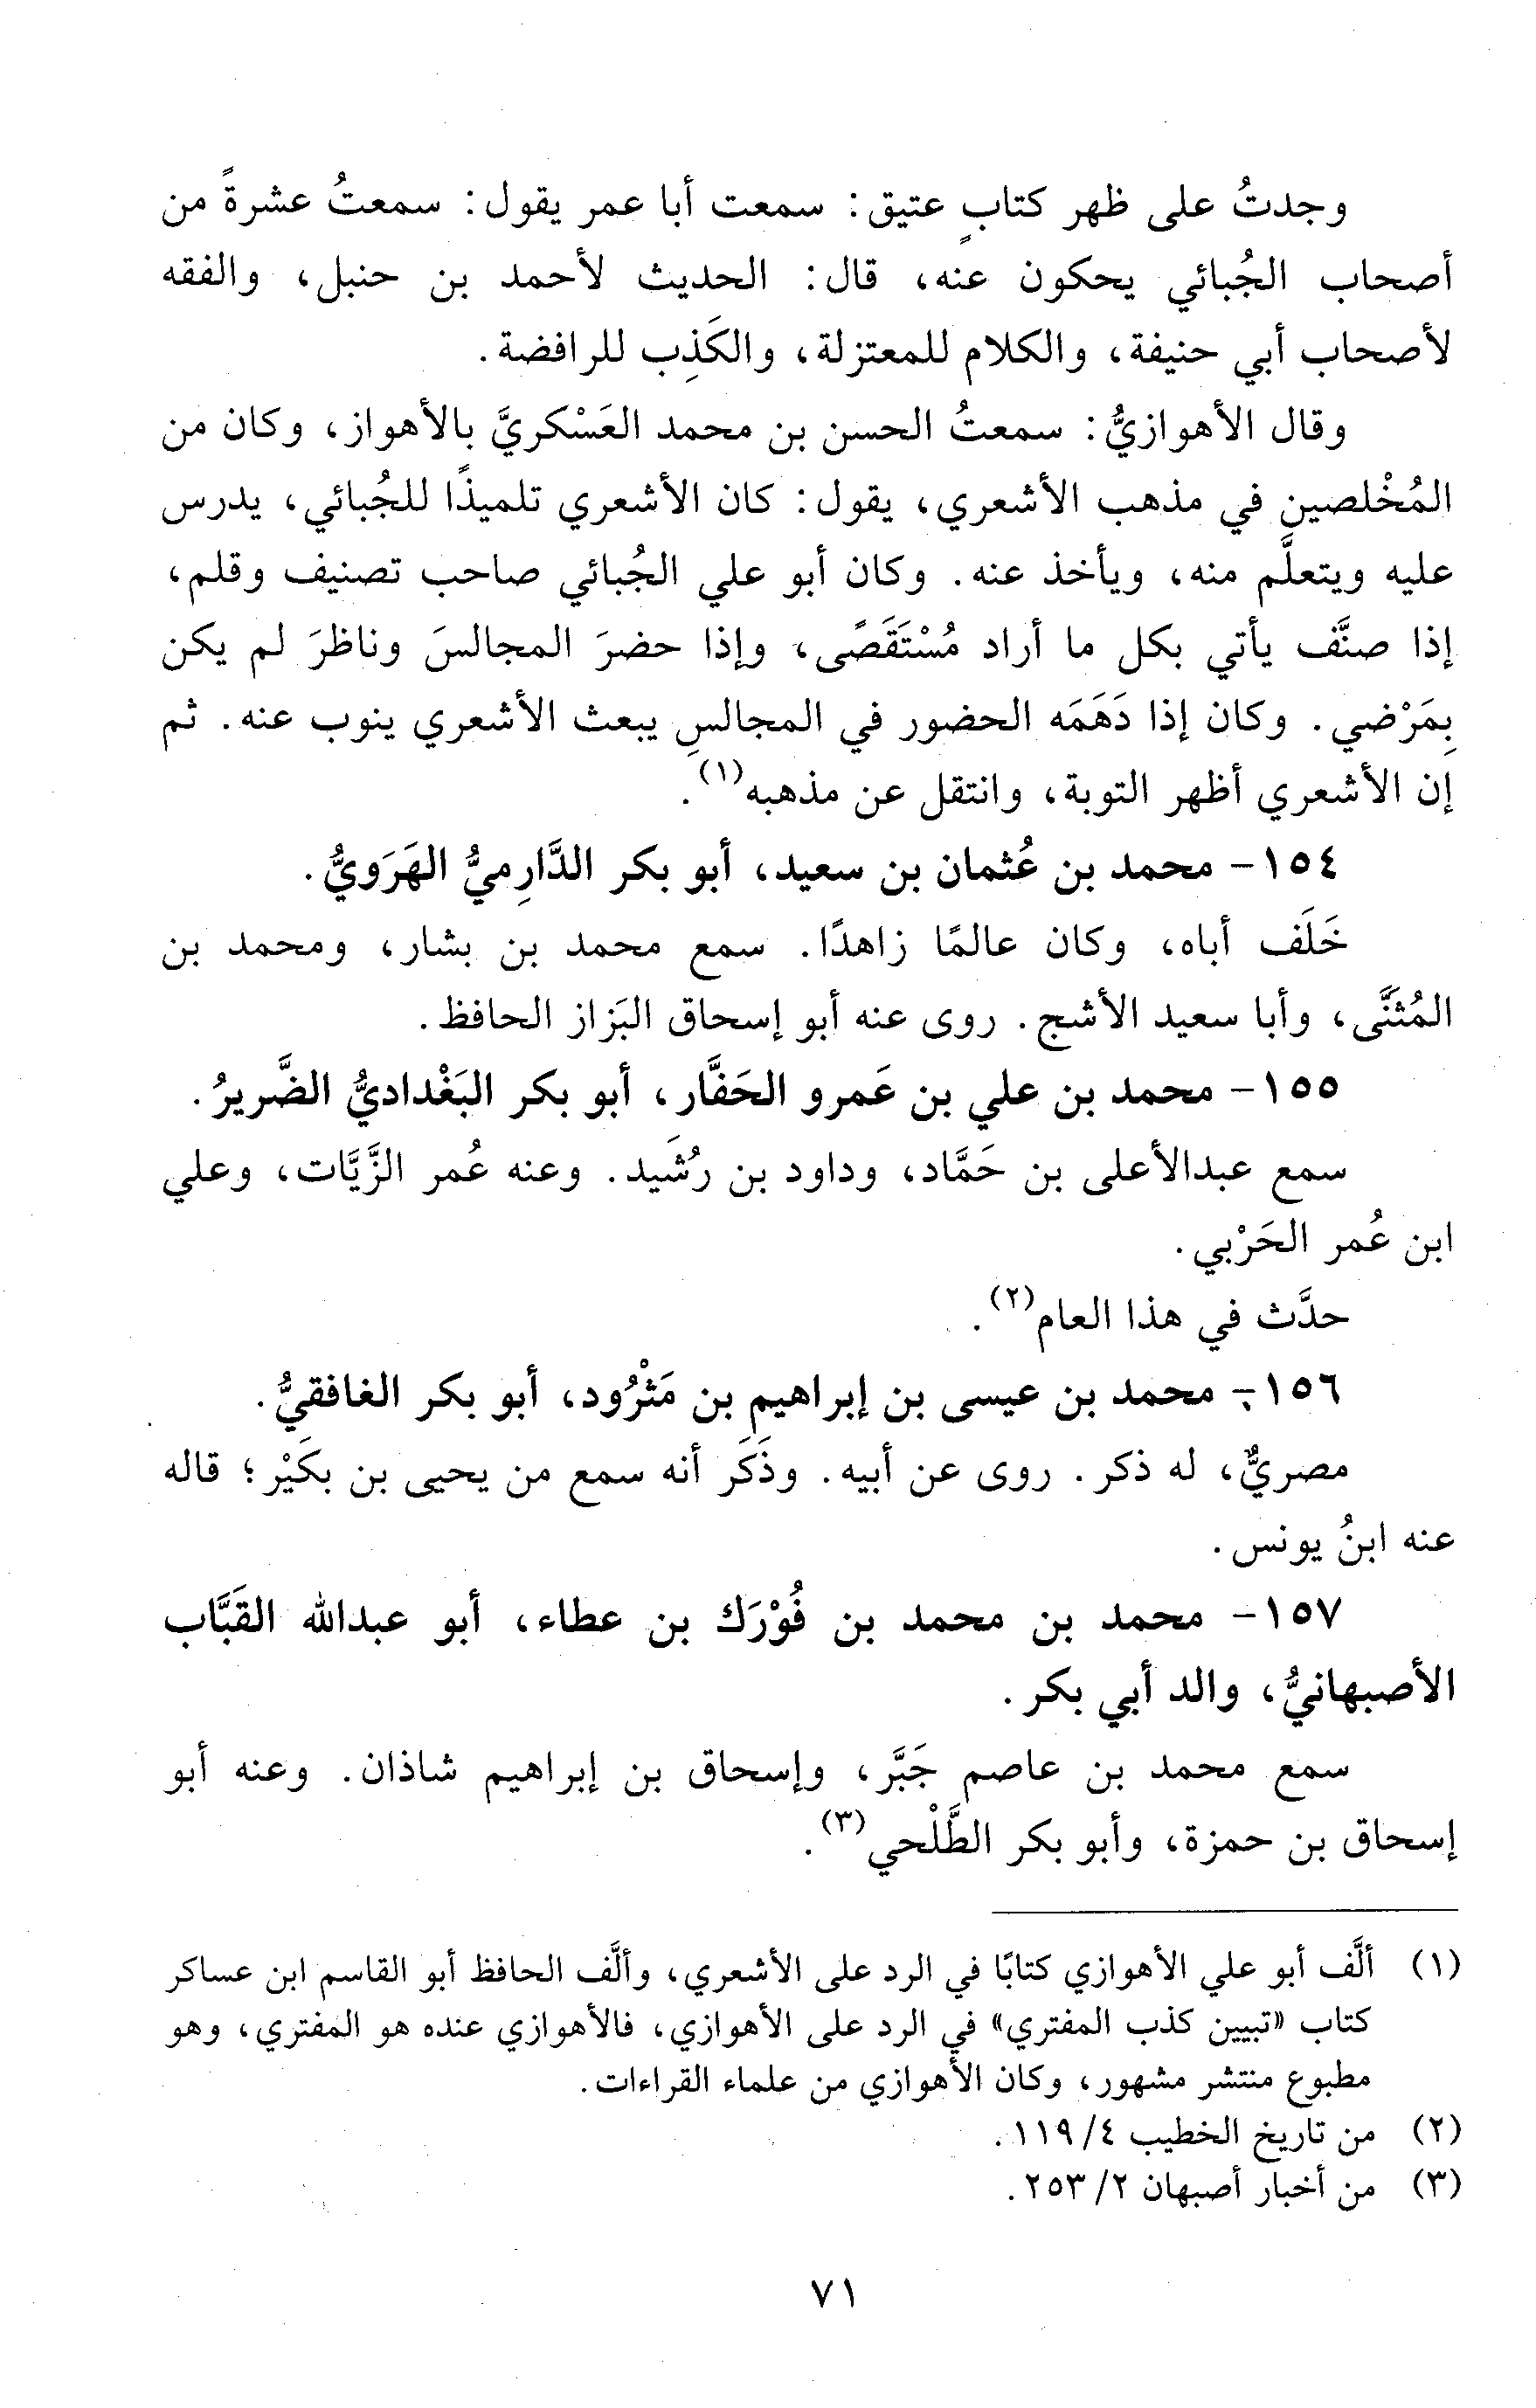 وجدتُ على ظهر كتابٍ عتيق: سمعت أبا عمر يقول: سمعتُ عشرةً من
أصحاب الجُبائي يحكون عنه، قال: الحديث لأحمد بن حنبل، والفقه
لأصحاب أبي حنيفة، والكلام للمعتزلة، والكَذِب للرافضة.
وقال الأهوازيُّ: سمعتُ الحسن بن محمد العَسْكريَّ بالأهواز، وكان من
المُخْلصين في مذهب الأشعري، يقول: كان الأشعري تلميذًا للجُبائي، يدرس
عليه ويتعلَّم منه، ويأخذ عنه. وكان أبو علي الجُبائي صاحب تصنيف وقلم،
إذا صنَّف يأتي بكل ما أراد مُسْتَقَصًى، وإذا حضرَ المجالسَ وناظرَ لم يكن
بِمَرْضي. وكان إذا دَهَمَه الحضور في المجالسِ يبعث الأشعري ينوب عنه. ثم
إن الأشعري أظهر التوبة، وانتقل عن مذهبه(١).
١٥٤- محمد بن عُثمان بن سعيد، أبو بكر الدَّارِميُّ الهَرَويُّ.
خَلَف أباه، وكان عالمًا زاهدًا. سمع محمد بن بشار، ومحمد بن
المُثَنَّى، وأبا سعيد الأشج. روى عنه أبو إسحاق البَزاز الحافظ.
١٥٥- محمد بن علي بن عَمرو الحَفَّار، أبو بكر البَغْداديُّ الضَّريرُ.
سمع عبدالأعلى بن حَمَّاد، وداود بن رُشَيد. وعنه عُمر الزَّيَّات، وعلي
ابن عُمر الحَرْبي.
حدَّث في هذا العام(٢).
١٥٦- محمد بن عيسى بن إبراهيم بن مَثْرُود، أبو بكر الغافقيُّ.
مصريٌّ، له ذكر. روى عن أبيه. وذَكَر أنه سمع من يحيى بن بكَيْر؛ قاله
عنه ابنُ يونس.
١٥٧- محمد بن محمد بن فُوْرَك بن عطاء، أبو عبدالله القَبَّاب
الأصبهانيُّ، والد أبي بكر.
سمع محمد بن عاصم جَبَّر، وإسحاق بن إبراهيم شاذان. وعنه أبو
إسحاق بن حمزة، وأبو بكر الطَّلْحي(٣).
(١) ألَّف أبو علي الأهوازي كتابًا في الرد على الأشعري، وألَّف الحافظ أبو القاسم ابن عساكر
كتاب «تبيين كذب المفتري» في الرد على الأهوازي، فالأهوازي عنده هو المفتري، وهو
مطبوع منتشر مشهور، وكان الأهوازي من علماء القراءات.
(٢) من تاريخ الخطيب ٤/ ١١٩.
(٣) من أخبار أصبهان ٢/ ٢٥٣.
٧١